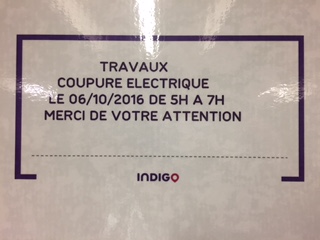 TRAVAUX
COUPURE ELECTRIQUE
LE 06/10/2016 DE 5H A 7H
MERCI DE VOTRE ATTENTION
INDIGO